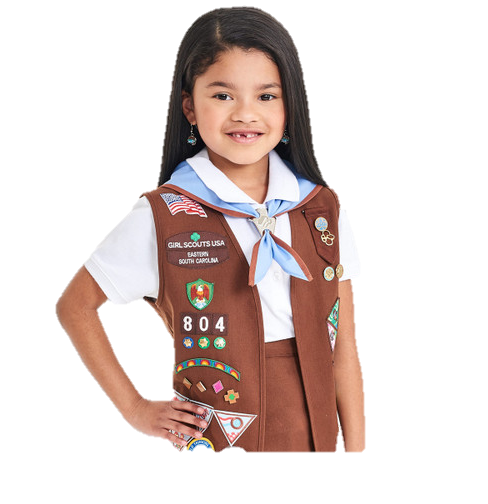 GIRL SCOUTS USA
EASTERN
SOUTH CAROLINA
804